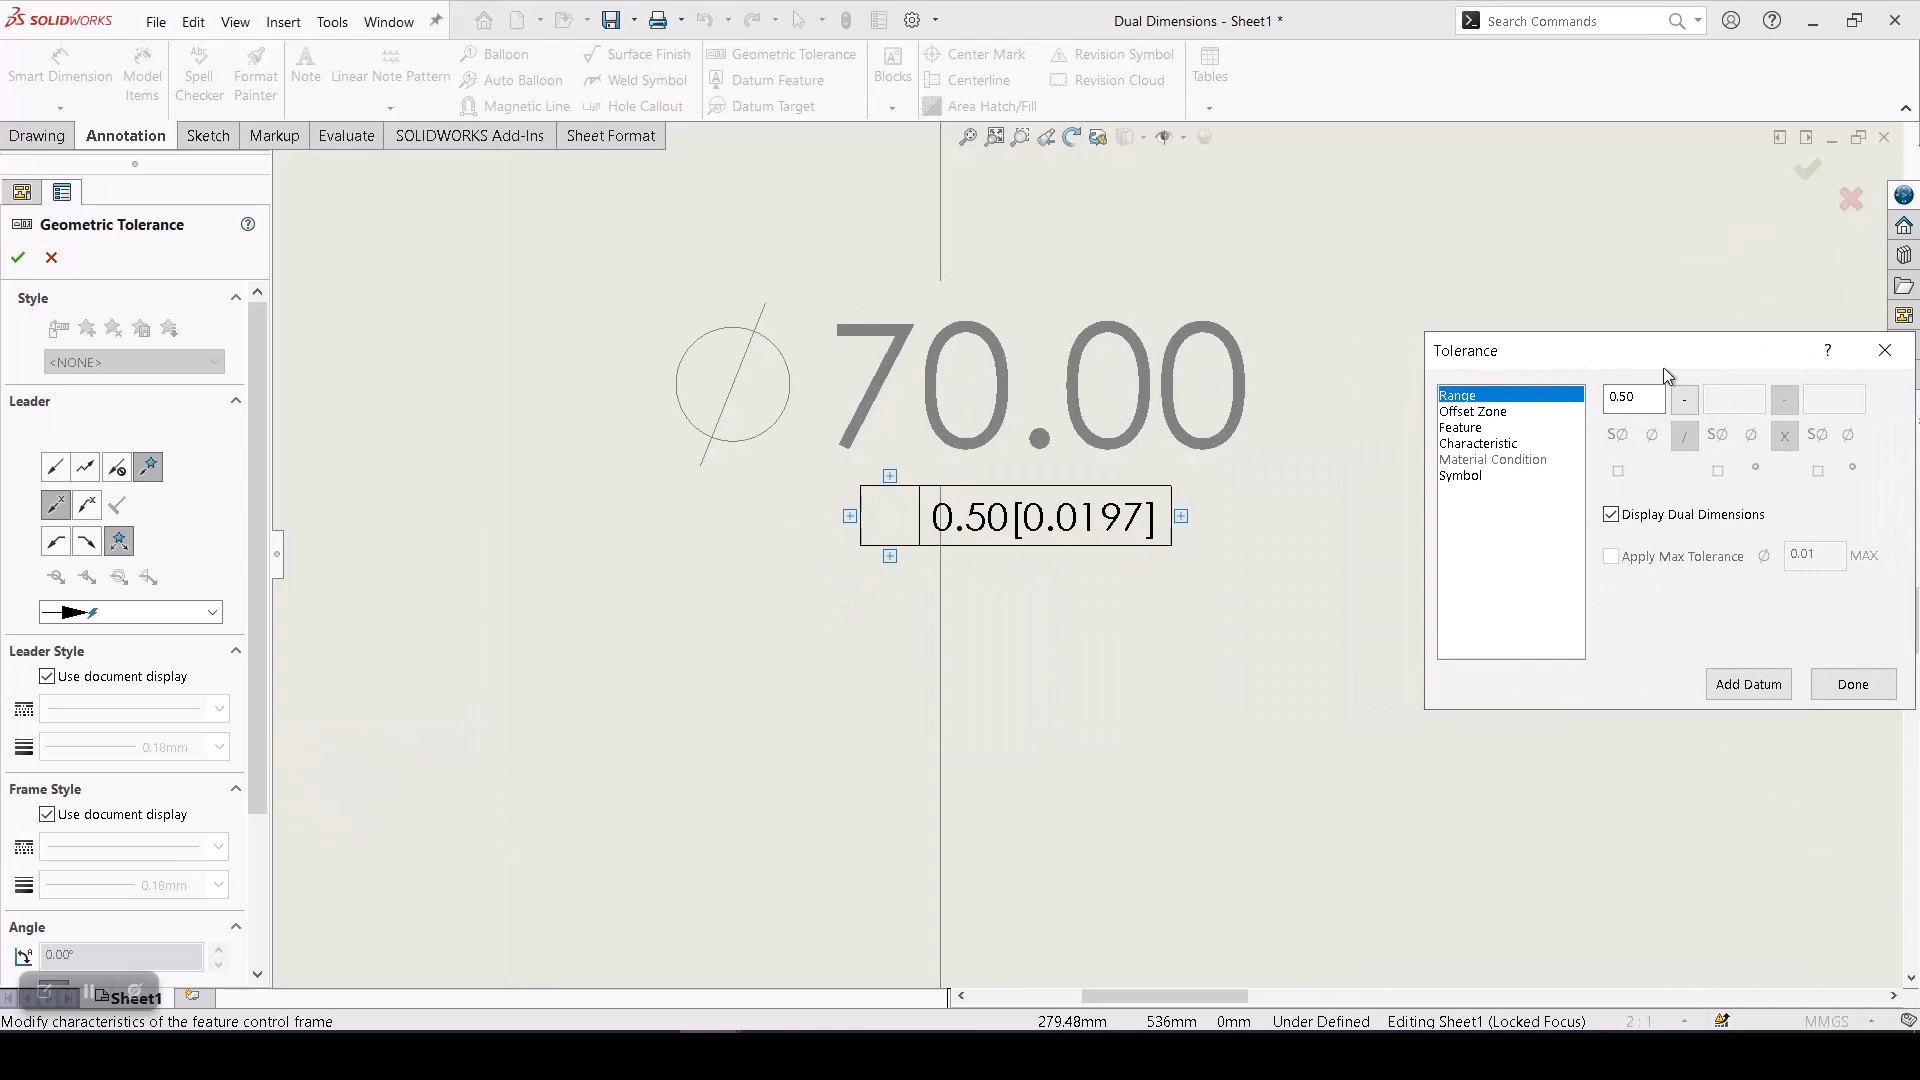 SOLIDWORKS File Edit View Insert Tools Window Dual Dimensions - Sheet1 * Search Commands
Smart Dimension Model Items Spell Checker Format Painter Note Linear Note Pattern Balloon Surface Finish Geometric Tolerance Blocks Center Mark Revision Symbol Tables
Auto Balloon Weld Symbol Datum Feature Centerline Revision Cloud
Magnetic Line Hole Callout Datum Target Area Hatch/Fill
Drawing Annotation Sketch Markup Evaluate SOLIDWORKS Add-Ins Sheet Format
Geometric Tolerance
Style
<NONE>
Leader
Leader Style
Use document display
0.18mm
Frame Style
Use document display
0.18mm
Angle
0.00°
∅70.00
0.50[0.0197]
Tolerance ?
Range
Offset Zone
Feature
Characteristic
Material Condition
Symbol
0.50 - -
S∅ ∅ / S∅ ∅ X S∅ ∅
Display Dual Dimensions
Apply Max Tolerance ∅ 0.01 MAX
Add Datum Done
Sheet1
Modify characteristics of the feature control frame 279.48mm 536mm 0mm Under Defined Editing Sheet1 (Locked Focus) 2 : 1 MMGS